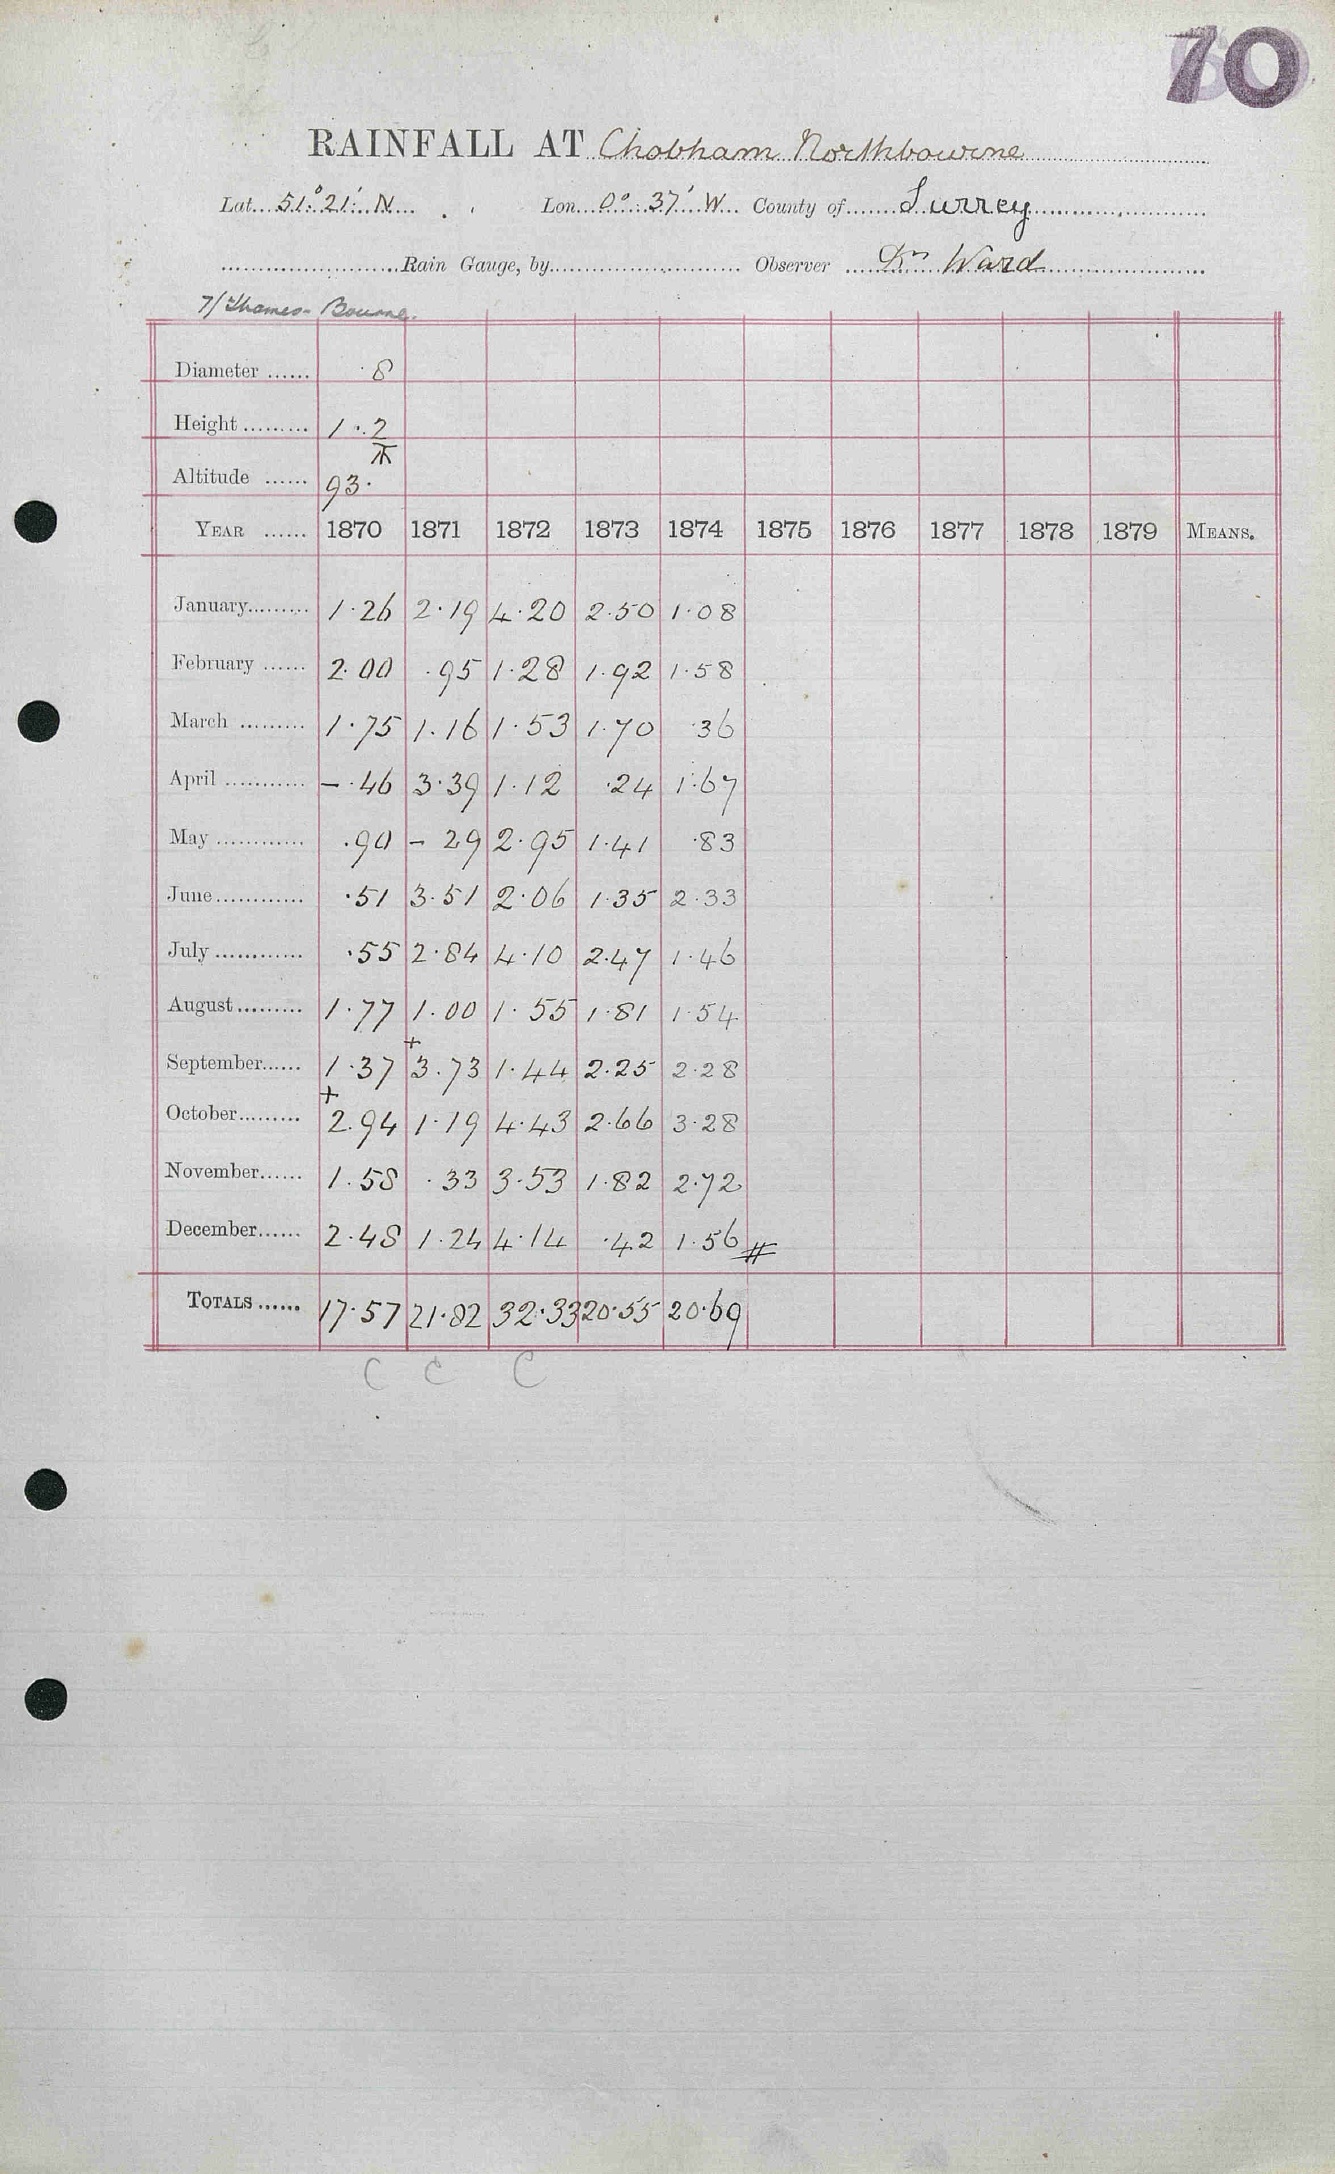 70
RAINFALL AT Chobham Northbourne
Lat. 51° 21' N Lon. 0° 37' W County of Surrey
Rain Gauge, by Observer Dr Ward
7/ Thames - Bourne.
Diameter ...... 8
Height ......... 1 . 2
Altitude ...... 93.
YEAR ...... 1870 1871 1872 1873 1874 1875 1876 1877 1878 1879 MEANS.
January......... 1.26 2.19 4.20 2.50 1.08
February ...... 2.00 .95 1.28 1.92 1.58
March ......... 1.75 1.16 1.53 1.70 .36
April ............ - .46 3.39 1.12 .24 1.67
May ............ .90 - 29 2.95 1.41 .83
June............ .51 3.51 2.06 1.35 2.33
July ............ .55 2.84 4.10 2.47 1.46
August......... 1.77 1.00 1.55 1.81 1.54
September...... 1.37 + 3.73 1.44 2.25 2.28
October......... + 2.94 1.19 4.43 2.66 3.28
November...... 1.58 .33 3.53 1.82 2.72
December...... 2.48 1.24 4.14 .42 1.56 #
TOTALS ...... 17.57 21.82 32.33 20.55 20.69
C C C